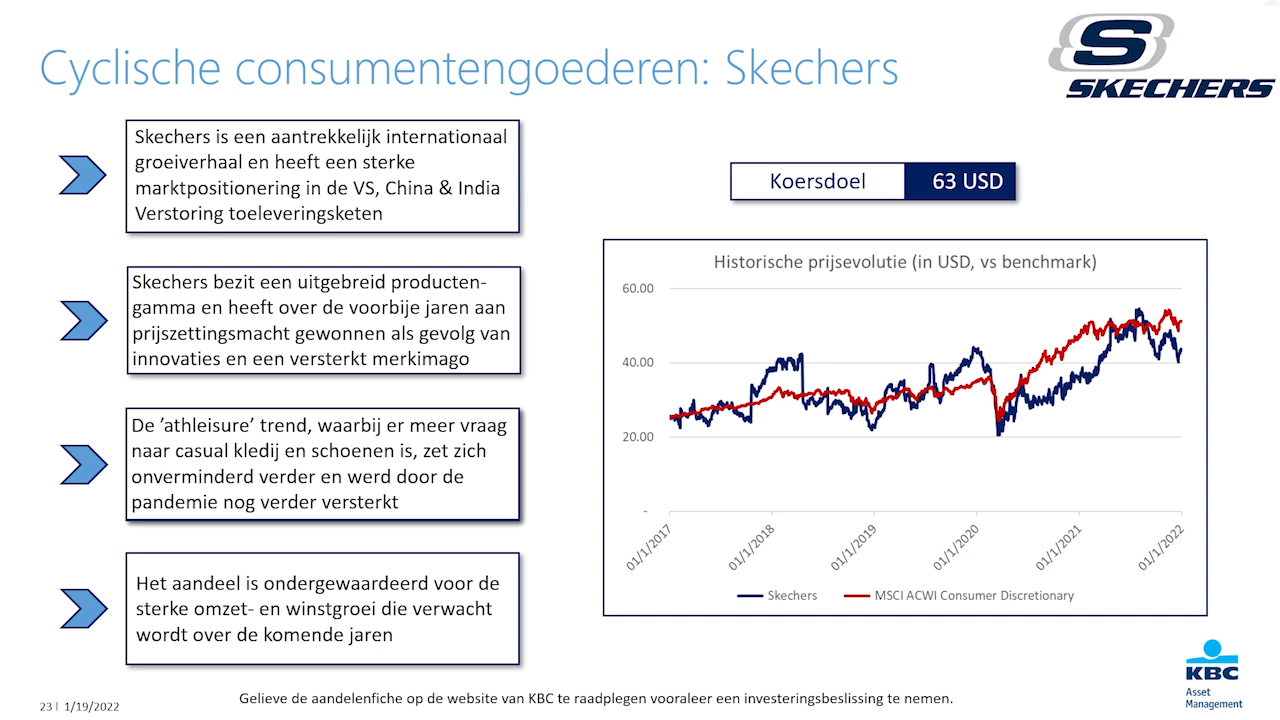 Cyclische consumentengoederen: Skechers
S
SKECHERS
Skechers is een aantrekkelijk internationaal
groeiverhaal en heeft een sterke
marktpositionering in de VS, China & India
Verstoring toeleveringsketen
Skechers bezit een uitgebreid producten-
gamma en heeft over de voorbije jaren aan
prijszettingsmacht gewonnen als gevolg van
innovaties en een versterkt merkimago
De ’athleisure’ trend, waarbij er meer vraag
naar casual kledij en schoenen is, zet zich
onverminderd verder en werd door de
pandemie nog verder versterkt
Het aandeel is ondergewaardeerd voor de
sterke omzet- en winstgroei die verwacht
wordt over de komende jaren
Koersdoel 63 USD
Historische prijsevolutie (in USD, vs benchmark)
60.00
40.00
20.00
-
01/1/2017 01/1/2018 01/1/2019 01/1/2020 01/1/2021 01/1/2022
Skechers MSCI ACWI Consumer Discretionary
KBC
Asset
Management
Gelieve de aandelenfiche op de website van KBC te raadplegen vooraleer een investeringsbeslissing te nemen.
23 | 1/19/2022